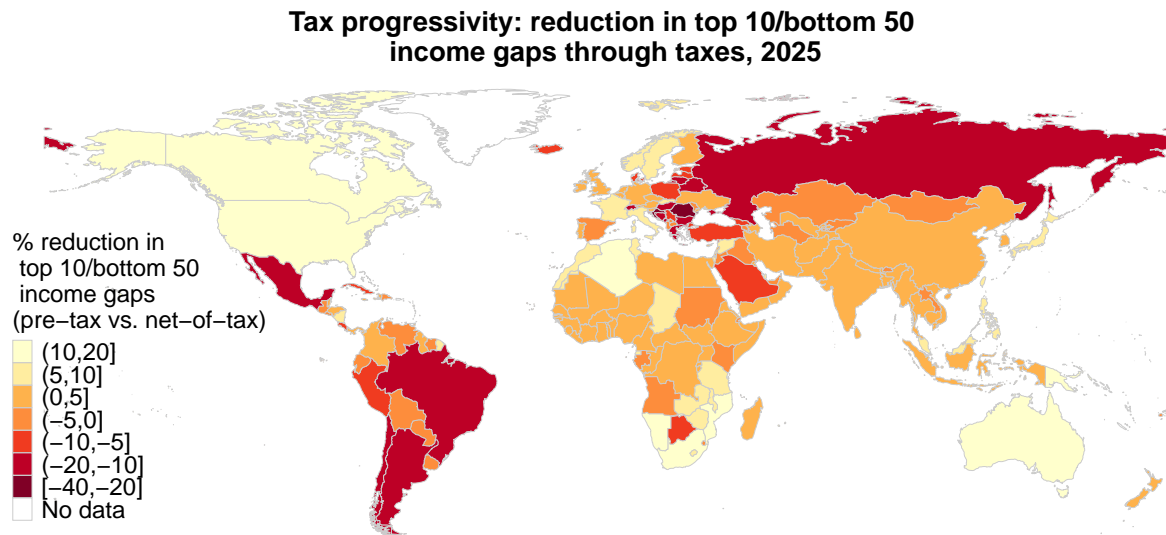 Tax progressivity: reduction in top 10/bottom 50
income gaps through taxes, 2025
% reduction in
top 10/bottom 50
income gaps
(pre−tax vs. net−of−tax)
(10,20]
(5,10]
(0,5]
(−5,0]
(−10,−5]
(−20,−10]
[−40,−20]
No data